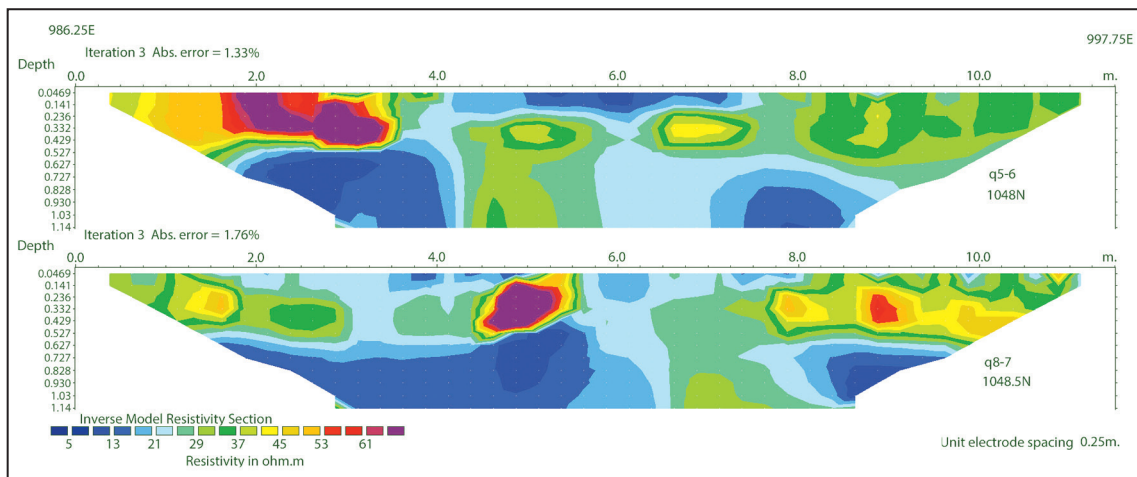 986.25E
997.75E
Iteration 3 Abs. error = 1.33%
Depth
0.0 2.0 4.0 6.0 8.0 10.0 m.
0.0469
0.141
0.236
0.332
0.429
0.527
0.627
0.727
0.828
0.930
1.03
1.14
q5-6
1048N
Iteration 3 Abs. error = 1.76%
Depth
0.0 2.0 4.0 6.0 8.0 10.0 m.
0.0469
0.141
0.236
0.332
0.429
0.527
0.627
0.727
0.828
0.930
1.03
1.14
q8-7
1048.5N
Inverse Model Resistivity Section
5 13 21 29 37 45 53 61
Resistivity in ohm.m
Unit electrode spacing 0.25m.